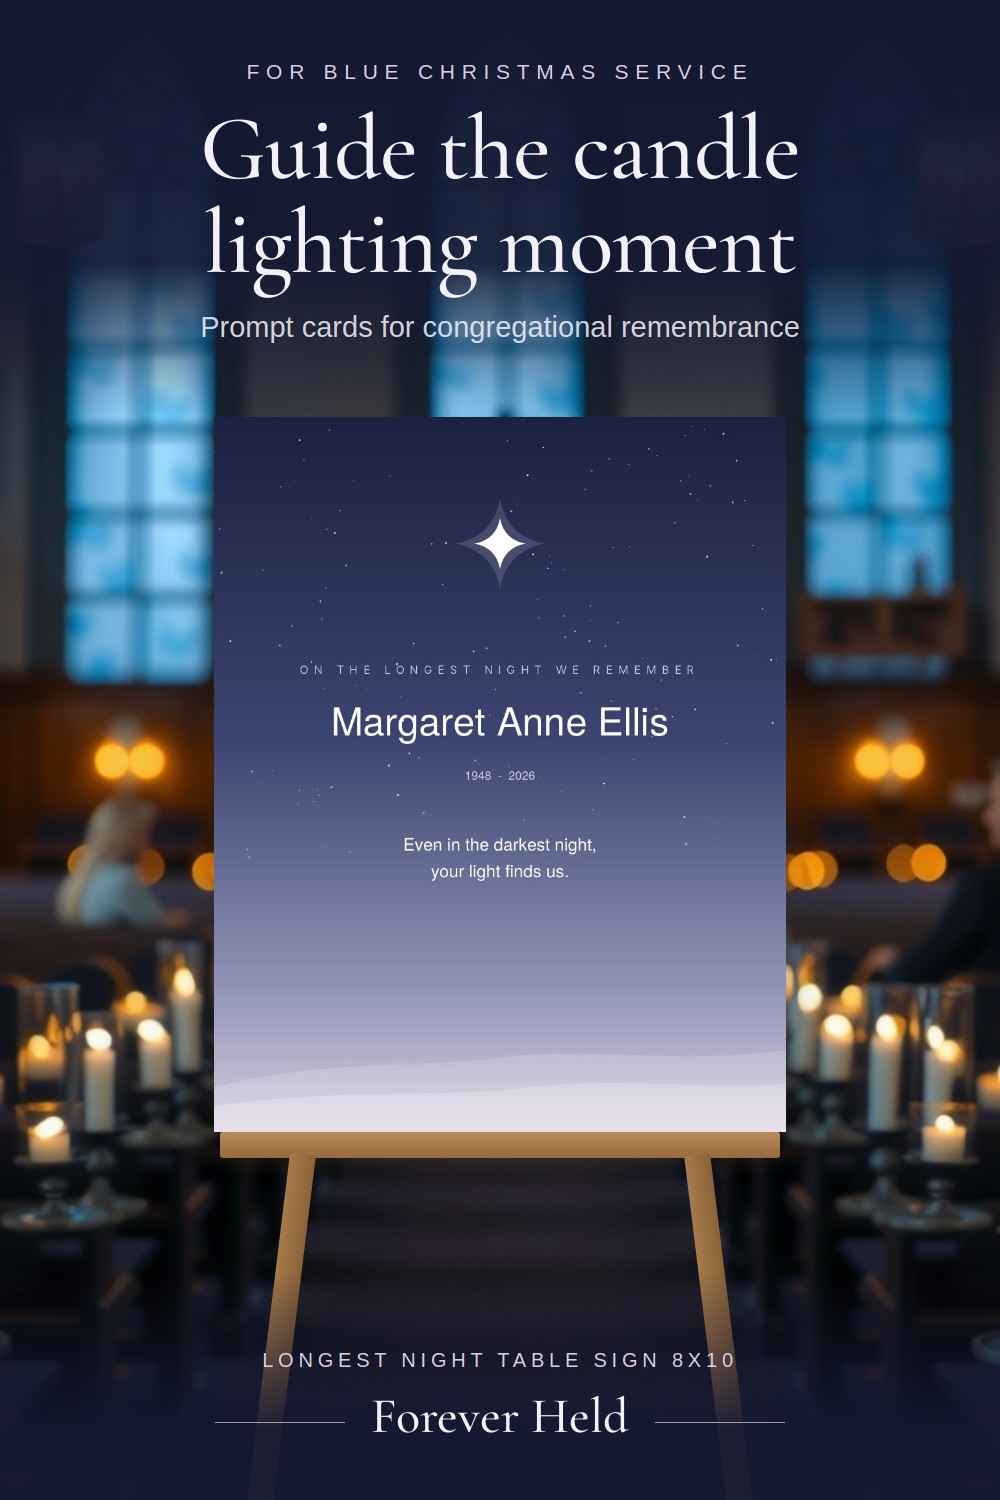 FOR BLUE CHRISTMAS SERVICE
Guide the candle
lighting moment
Prompt cards for congregational remembrance
ON THE LONGEST NIGHT WE REMEMBER
Margaret Anne Ellis
1948 - 2026
Even in the darkest night,
your light finds us.
LONGEST NIGHT TABLE SIGN 8X10
Forever Held